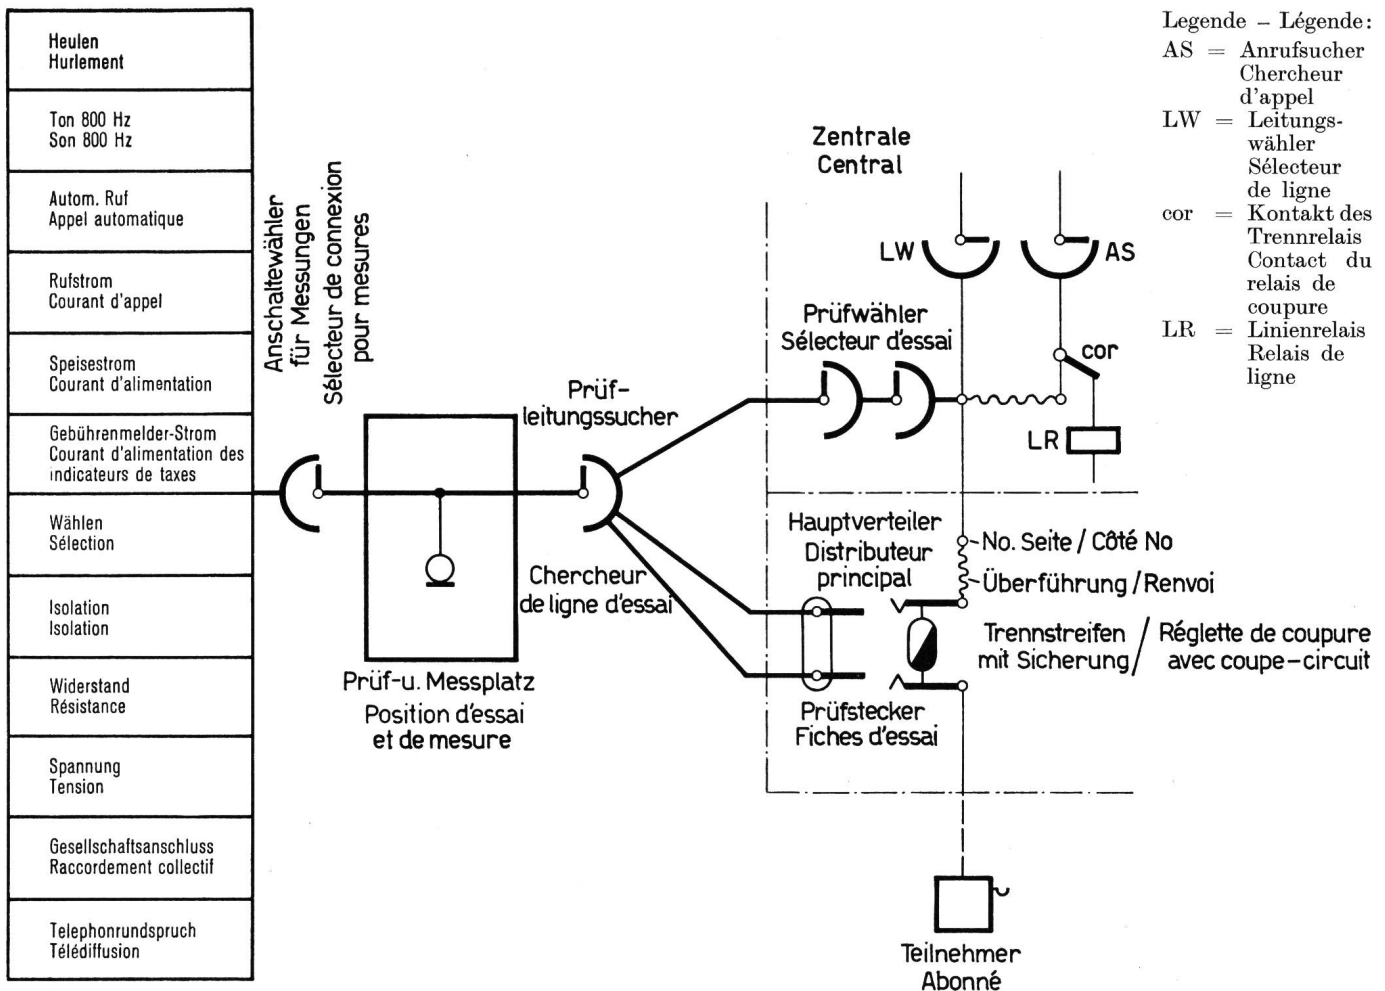 Heulen
Hurlement
Ton 800 Hz
Son 800 Hz
Autom. Ruf
Appel automatique
Rufstrom
Courant d'appel
Speisestrom
Courant d'alimentation
Gebührenmelder-Strom
Courant d'alimentation des
indicateurs de taxes
Wählen
Sélection
Isolation
Isolation
Widerstand
Résistance
Spannung
Tension
Gesellschaftsanschluss
Raccordement collectif
Telephonrundspruch
Télédiffusion
Anschaltewähler
für Messungen
Sélecteur de connexion
pour mesures
Prüf-u. Messplatz
Position d'essai
et de mesure
Prüf-
leitungssucher
Chercheur
de ligne d'essai
Zentrale
Central
LW
AS
Prüfwähler
Sélecteur d'essai
cor
LR
Hauptverteiler
Distributeur
principal
No. Seite / Côté No
Überführung / Renvoi
Trennstreifen
mit Sicherung /
Réglette de coupure
avec coupe-circuit
Prüfstecker
Fiches d'essai
Teilnehmer
Abonné
Legende – Légende:
AS = Anrufsucher
Chercheur
d'appel
LW = Leitungs-
wähler
Sélecteur
de ligne
cor = Kontakt des
Trennrelais
Contact du
relais de
coupure
LR = Linienrelais
Relais de
ligne